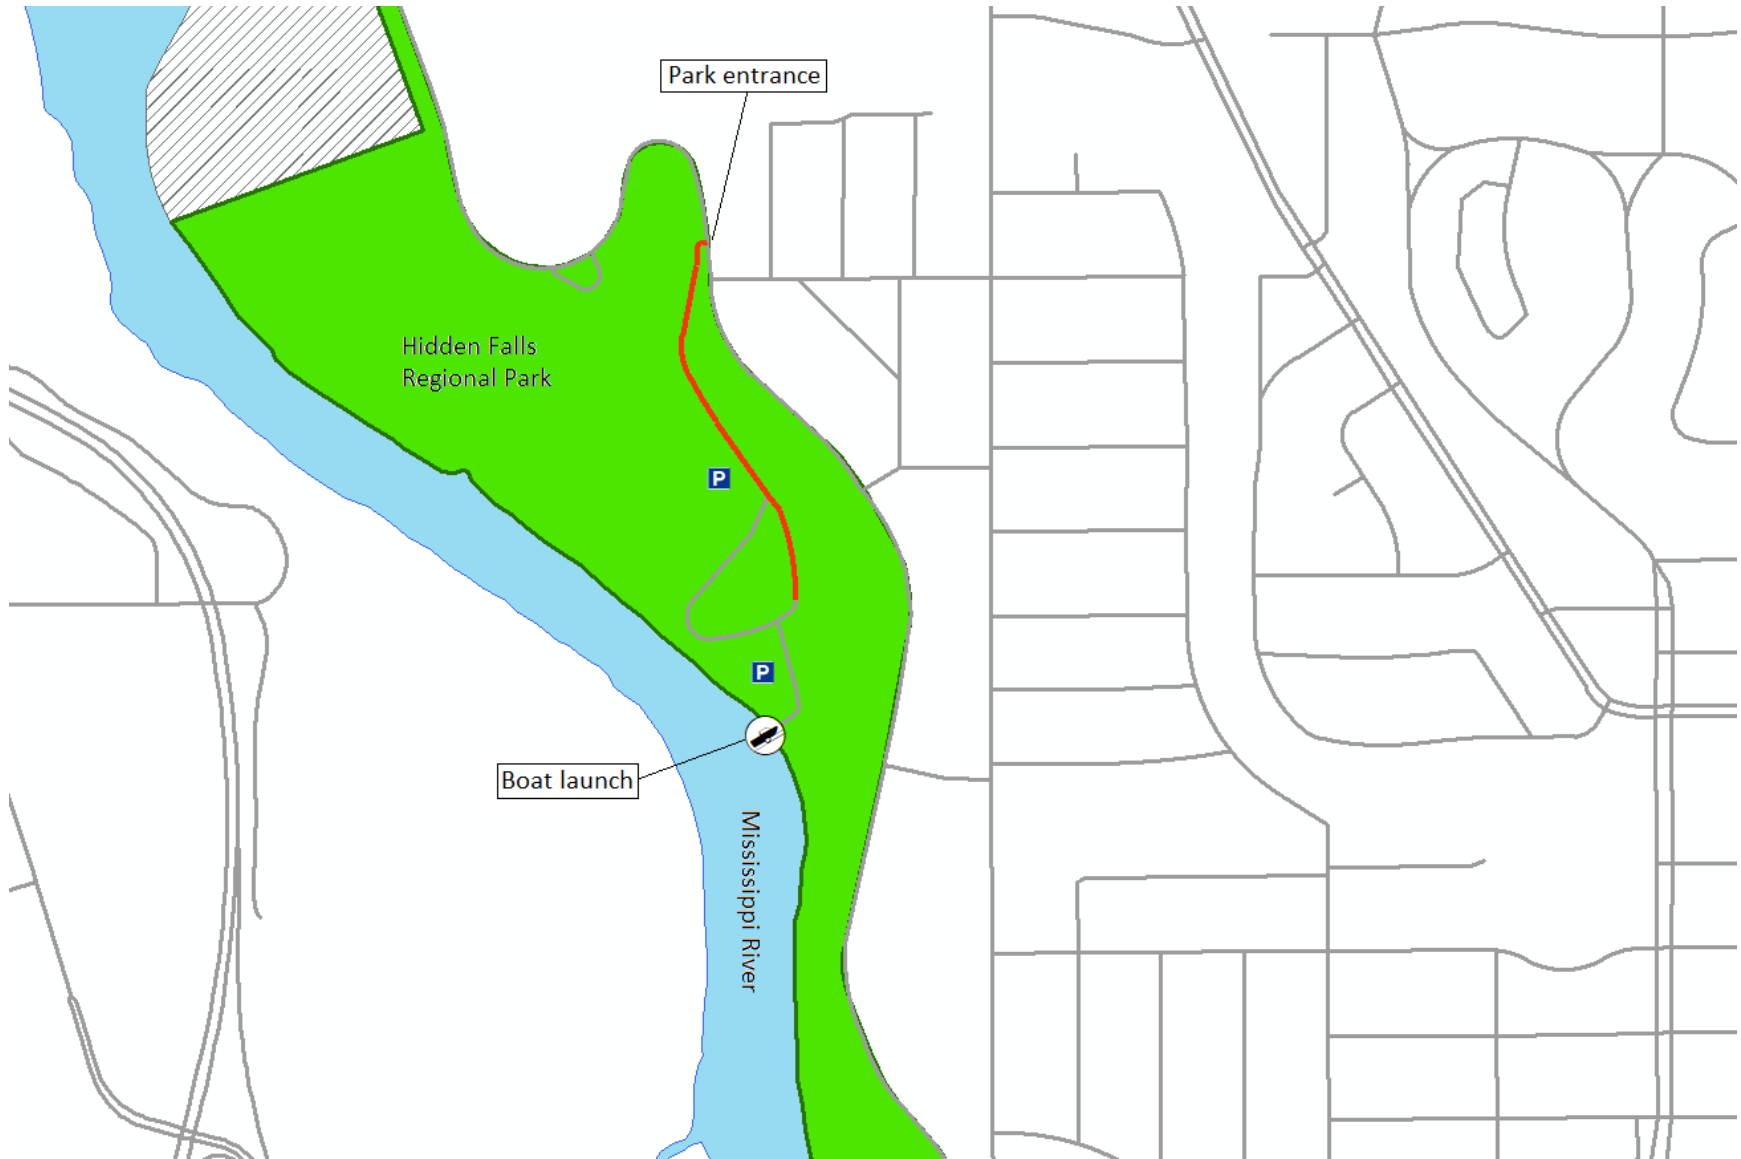 Park entrance
Hidden Falls
Regional Park
P
P
Boat launch
Mississippi River